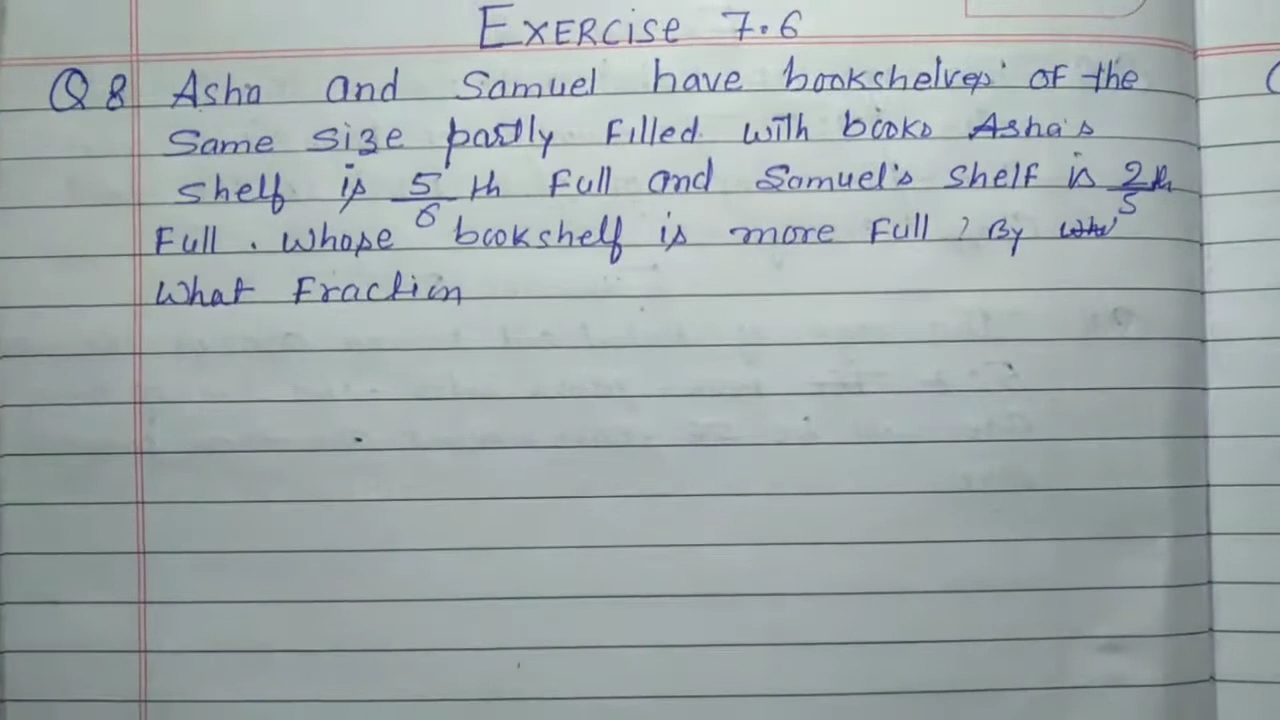 EXERCISE 7.6
Q 8 Asha and Samuel have bookshelves of the
Same size partly Filled with books Asha's
Shelf is 5/6 th Full and Samuel's Shelf is 2/5 th
Full. Whose bookshelf is more Full? By
What Fraction